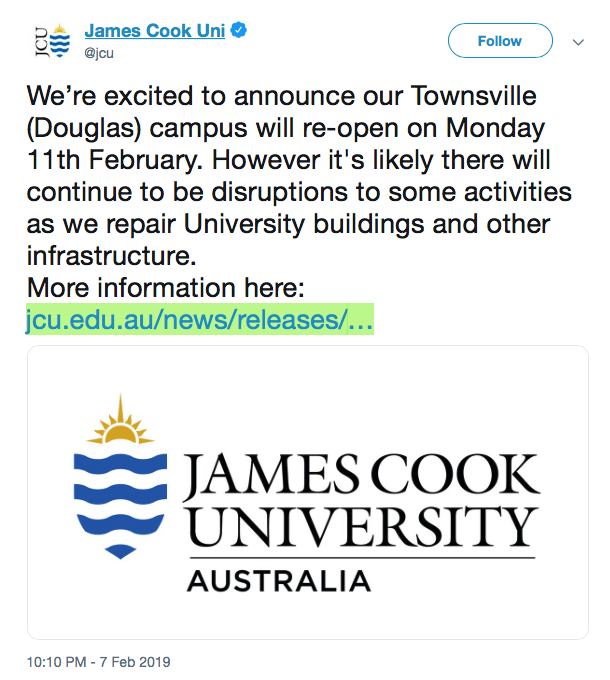 JCU
James Cook Uni
@jcu
Follow
We’re excited to announce our Townsville
(Douglas) campus will re-open on Monday
11th February. However it's likely there will
continue to be disruptions to some activities
as we repair University buildings and other
infrastructure.
More information here:
jcu.edu.au/news/releases/…
JAMES COOK
UNIVERSITY
AUSTRALIA
10:10 PM - 7 Feb 2019